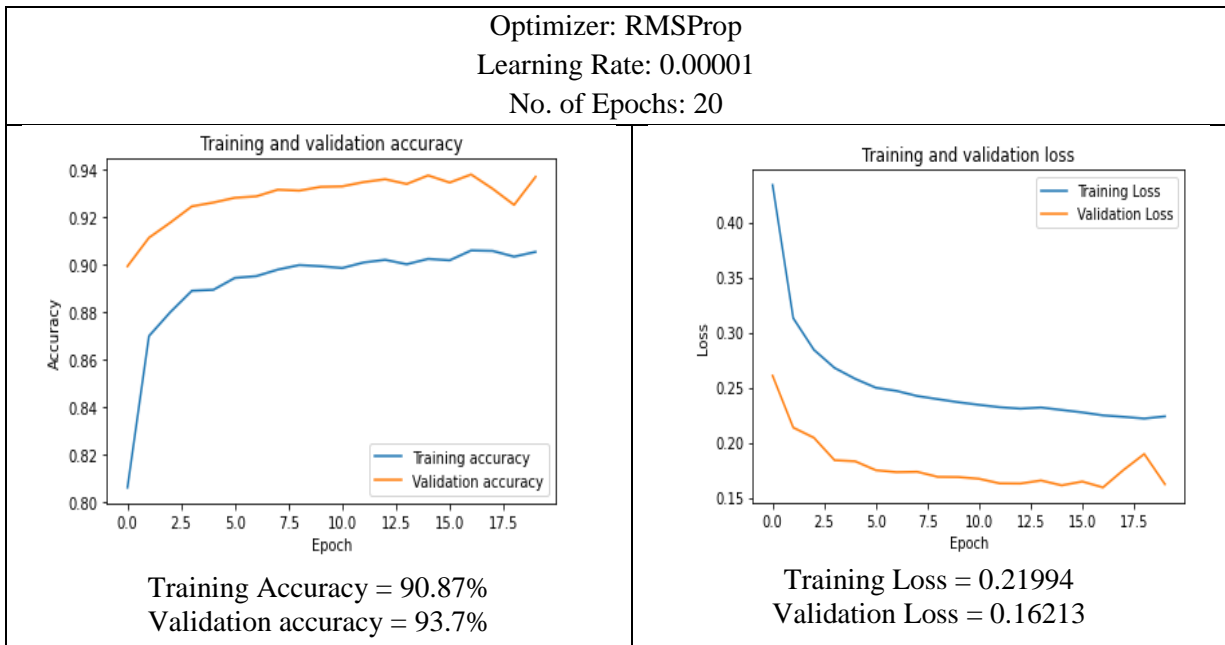 Optimizer: RMSProp
Learning Rate: 0.00001
No. of Epochs: 20
Training and validation accuracy
0.94
0.92
0.90
0.88
0.86
0.84
0.82
0.80
Accuracy
Training accuracy
Validation accuracy
0.0 2.5 5.0 7.5 10.0 12.5 15.0 17.5
Epoch
Training Accuracy = 90.87%
Validation accuracy = 93.7%
Training and validation loss
Training Loss
Validation Loss
0.40
0.35
0.30
0.25
0.20
0.15
Loss
0.0 2.5 5.0 7.5 10.0 12.5 15.0 17.5
Epoch
Training Loss = 0.21994
Validation Loss = 0.16213